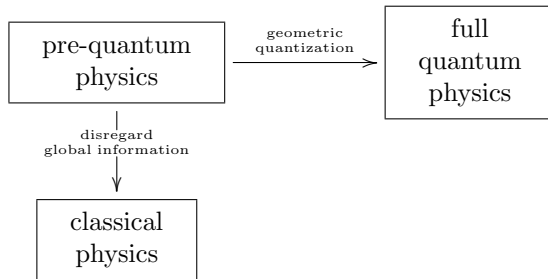 pre-quantum
physics
geometric
quantization
full
quantum
physics
disregard
global information
classical
physics